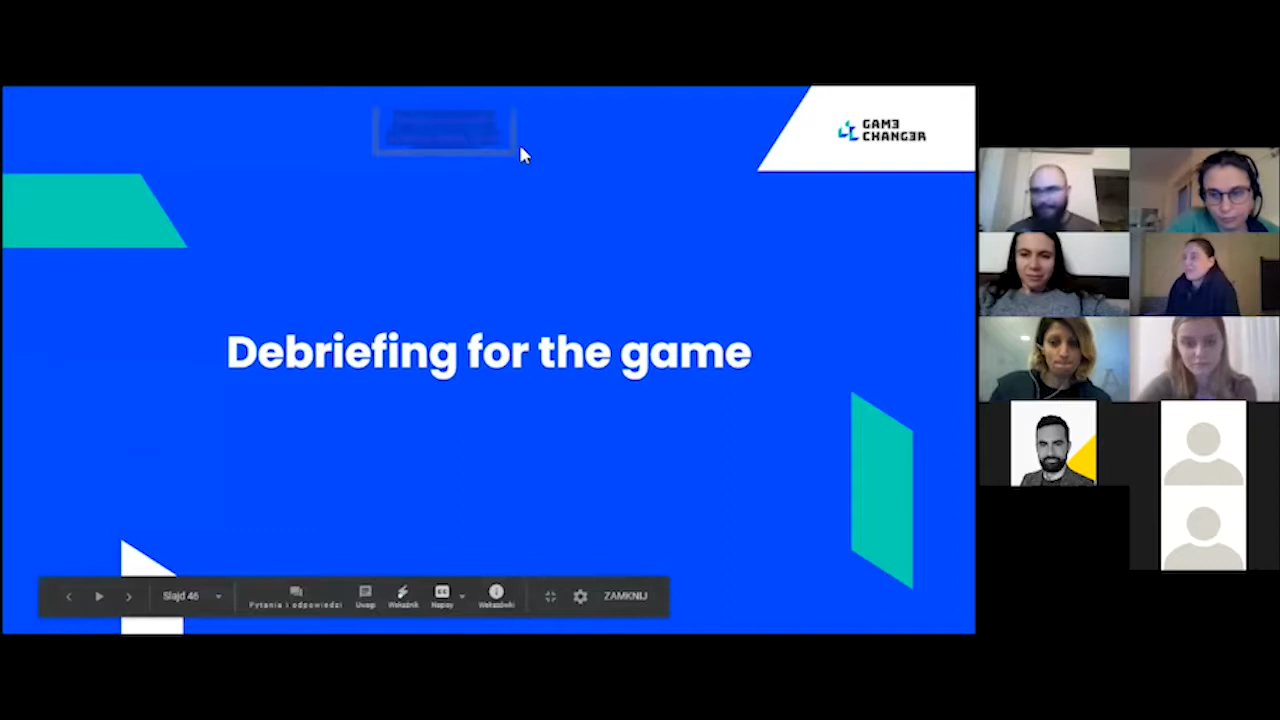 GAM3
CHANG3R
Debriefing for the game
Slajd 46
Pytania i odpowiedzi
Uwagi
Wskaźnik
Napisy
Wskazówki
ZAMKNIJ